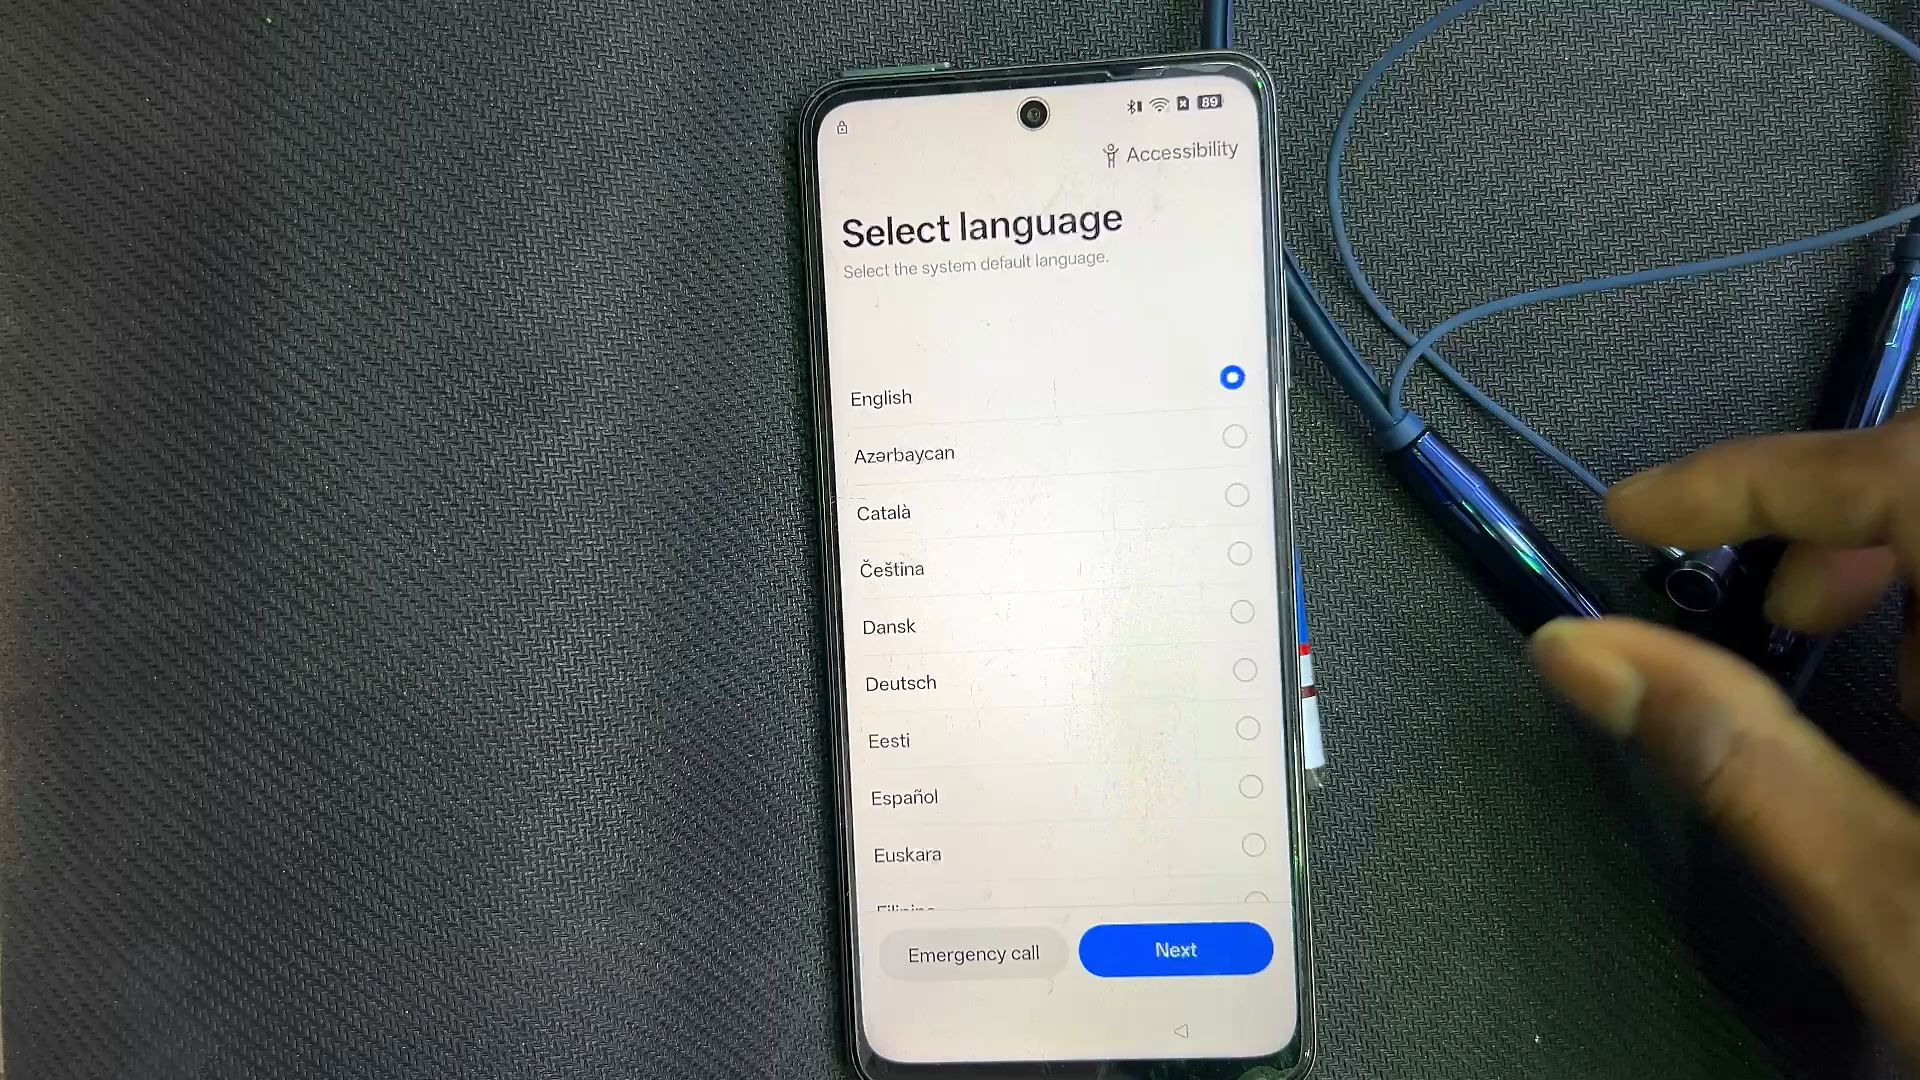 89
Accessibility
Select language
Select the system default language.
English
Azərbaycan
Català
Čeština
Dansk
Deutsch
Eesti
Español
Euskara
Emergency call
Next